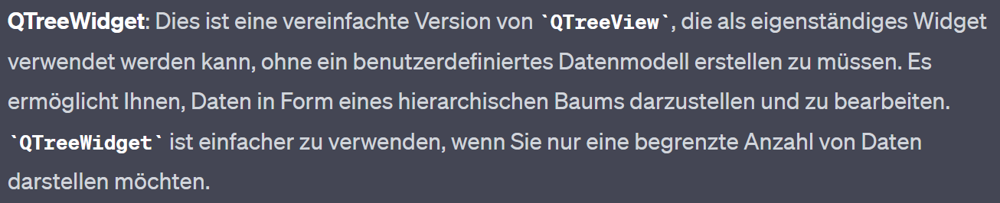 QTreeWidget: Dies ist eine vereinfachte Version von `QTreeView`, die als eigenständiges Widget
verwendet werden kann, ohne ein benutzerdefiniertes Datenmodell erstellen zu müssen. Es
ermöglicht Ihnen, Daten in Form eines hierarchischen Baums darzustellen und zu bearbeiten.
`QTreeWidget` ist einfacher zu verwenden, wenn Sie nur eine begrenzte Anzahl von Daten
darstellen möchten.